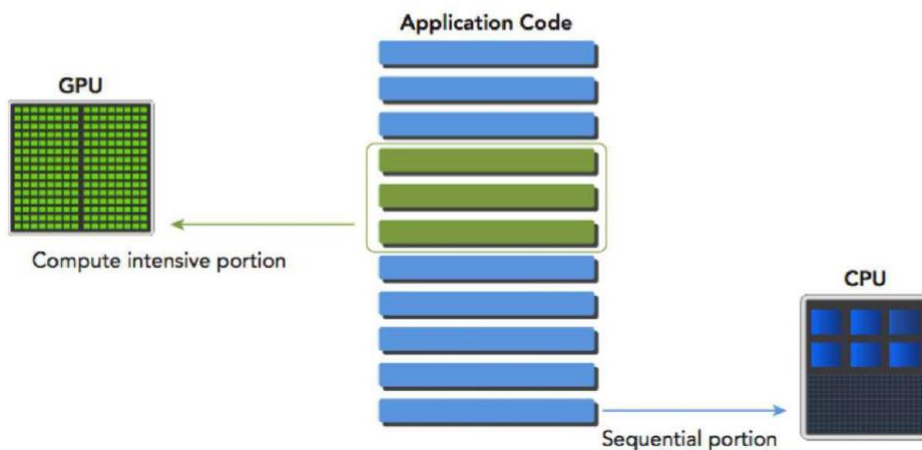 Application Code
GPU
Compute intensive portion
CPU
Sequential portion